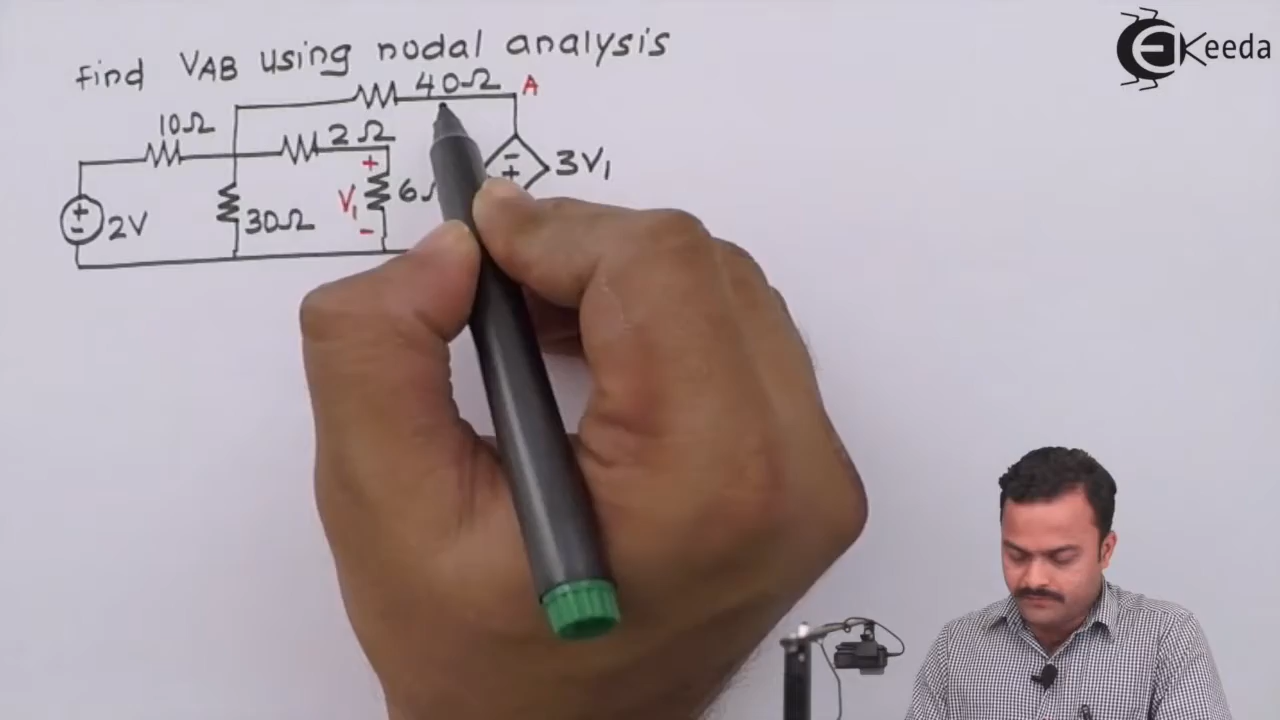 find VAB using nodal analysis
Keeda
40Ω A
10Ω 2Ω
+ - 3V₁
+ 2V 30Ω V₁ 6 +
- -